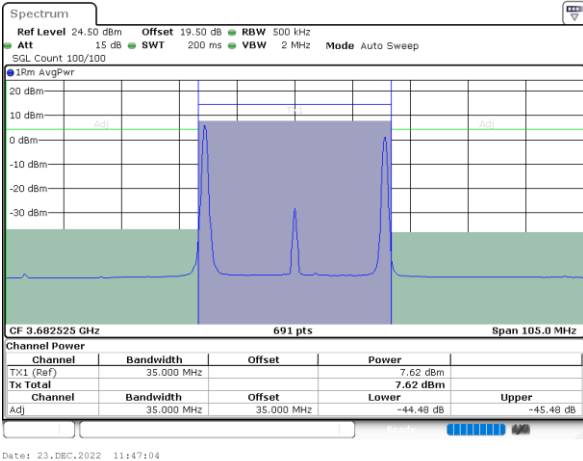 Spectrum
Ref Level 24.50 dBm Offset 19.50 dB RBW 500 kHz
Att 15 dB SWT 200 ms VBW 2 MHz Mode Auto Sweep
SGL Count 100/100
1Rm AvgPwr
20 dBm
10 dBm
Adj Adj
0 dBm
-10 dBm
-20 dBm
-30 dBm
CF 3.682525 GHz 691 pts Span 105.0 MHz
Channel Power
Channel Bandwidth Offset Power
TX1 (Ref) 35.000 MHz 7.62 dBm
Tx Total 7.62 dBm
Channel Bandwidth Offset Lower Upper
Adj 35.000 MHz 35.000 MHz -44.48 dB -45.48 dB
Ready
Date: 23.DEC.2022 11:47:04